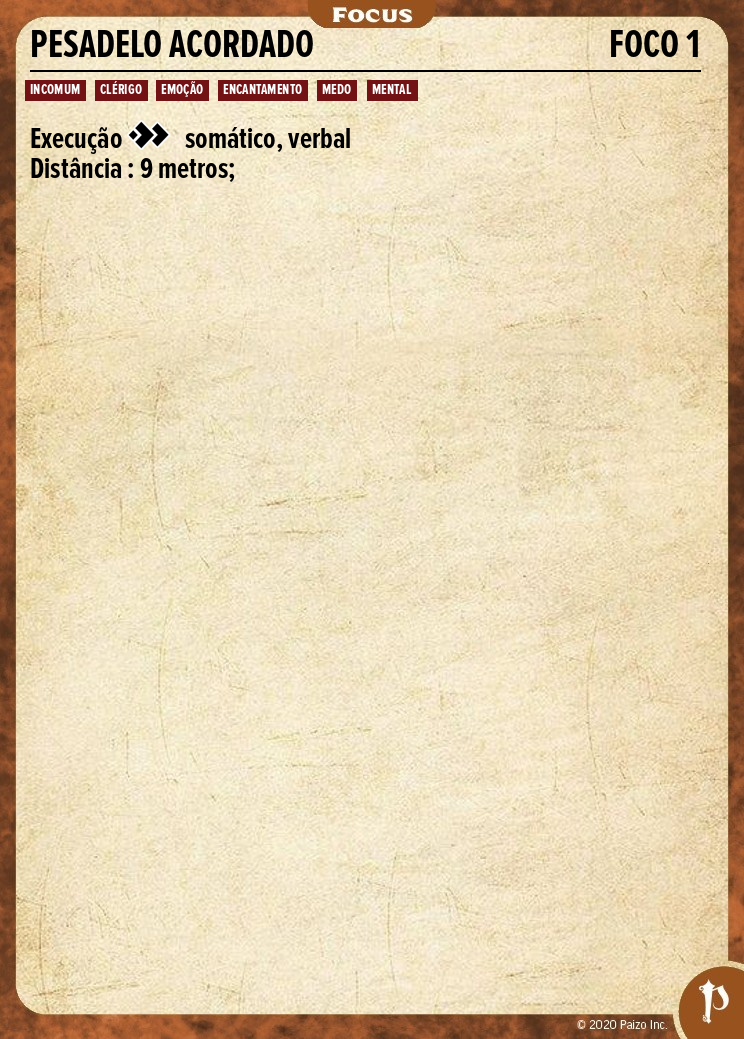 Focus
PESADELO ACORDADO FOCO 1
INCOMUM CLÉRIGO EMOÇÃO ENCANTAMENTO MEDO MENTAL
Execução somático, verbal
Distância : 9 metros;
© 2020 Paizo Inc.
P